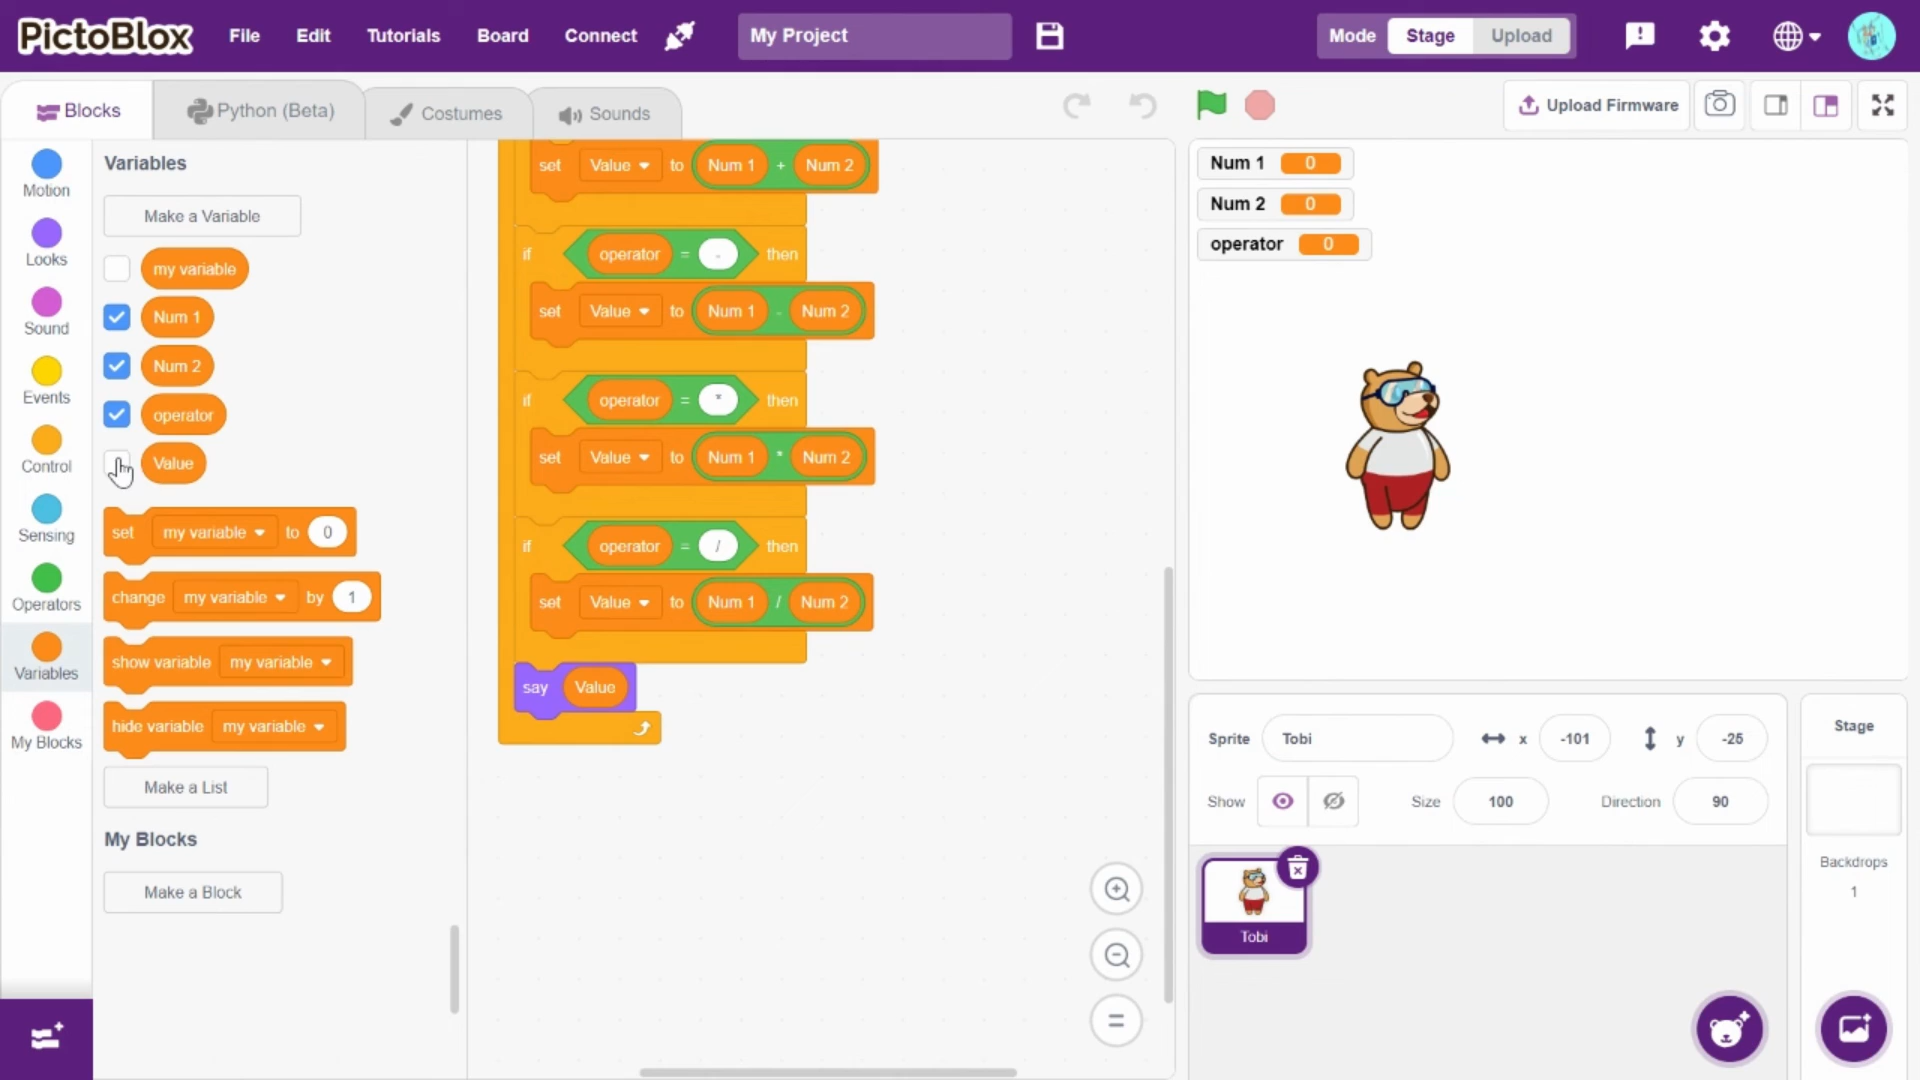 PictoBlox File Edit Tutorials Board Connect My Project Mode Stage Upload
Blocks Python (Beta) Costumes Sounds Upload Firmware
Motion
Looks
Sound
Events
Control
Sensing
Operators
Variables
My Blocks
Variables
Make a Variable
my variable
Num 1
Num 2
operator
Value
set my variable to 0
change my variable by 1
show variable my variable
hide variable my variable
Make a List
My Blocks
Make a Block
set Value to Num 1 + Num 2
if operator = - then
set Value to Num 1 - Num 2
if operator = * then
set Value to Num 1 * Num 2
if operator = / then
set Value to Num 1 / Num 2
say Value
Num 1 0
Num 2 0
operator 0
Sprite Tobi x -101 y -25
Show Size 100 Direction 90
Tobi
Stage
Backdrops
1